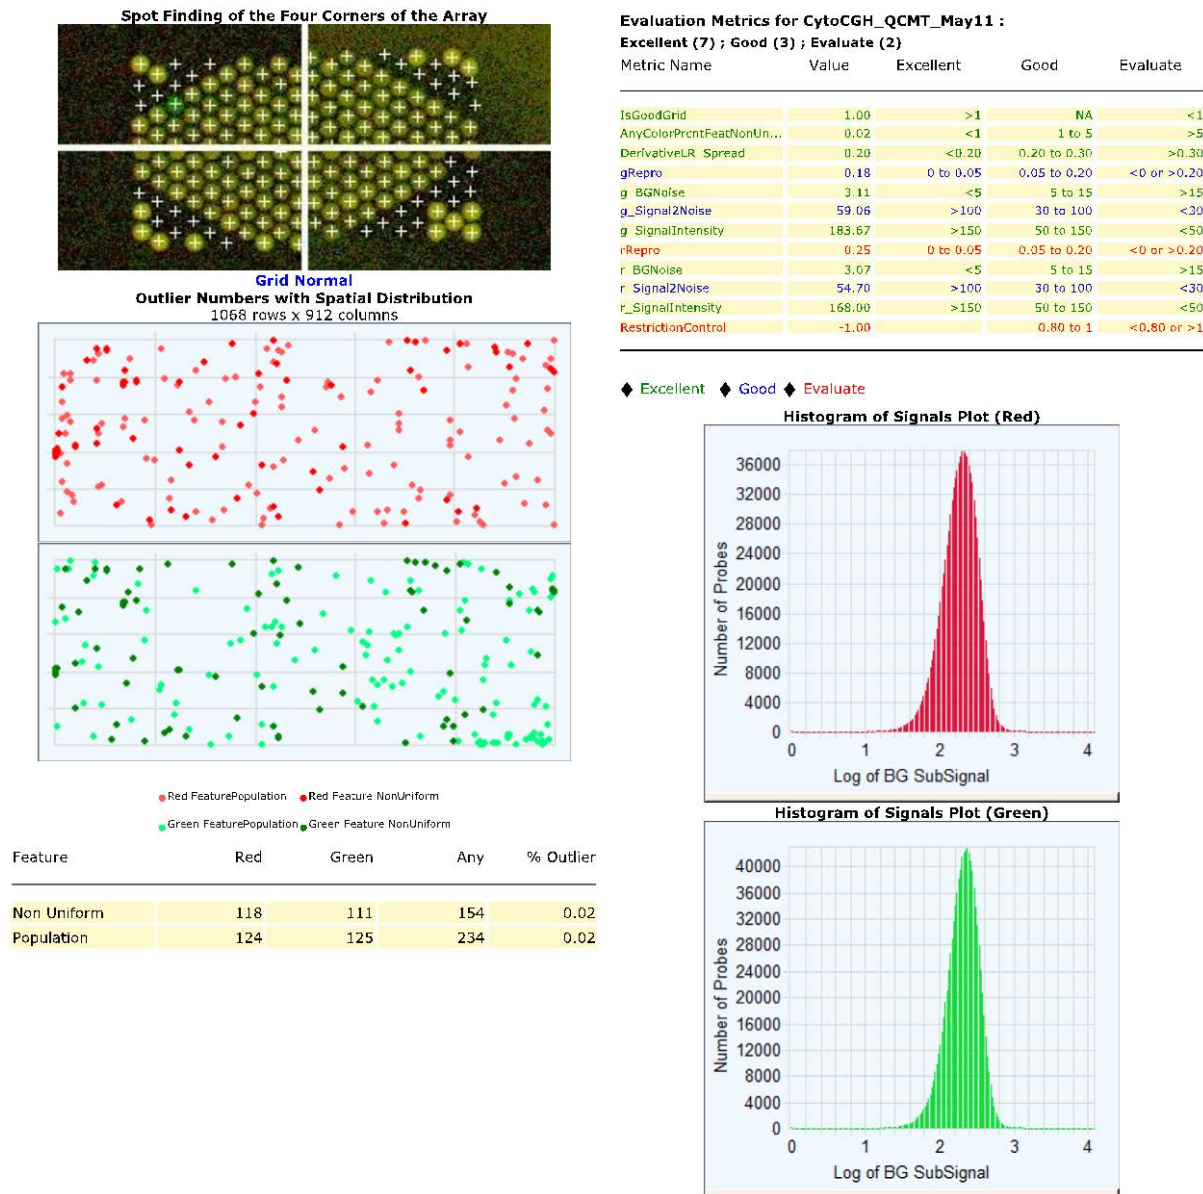 Spot Finding of the Four Corners of the Array
Grid Normal
Outlier Numbers with Spatial Distribution
1068 rows x 912 columns
Red FeaturePopulation Red Feature NonUniform
Green FeaturePopulation Green Feature NonUniform
Feature Red Green Any % Outlier
Non Uniform 118 111 154 0.02
Population 124 125 234 0.02
Evaluation Metrics for CytoCGH_QCMT_May11 :
Excellent (7) ; Good (3) ; Evaluate (2)
Metric Name Value Excellent Good Evaluate
IsGoodGrid 1.00 >1 NA <1
AnyColorPrcntFeatNonUn... 0.02 <1 1 to 5 >5
DerivativeLR_Spread 0.20 <0.20 0.20 to 0.30 >0.30
gRepro 0.18 0 to 0.05 0.05 to 0.20 <0 or >0.20
g_BGNoise 3.11 <5 5 to 15 >15
g_Signal2Noise 59.06 >100 30 to 100 <30
g_SignalIntensity 183.67 >150 50 to 150 <50
rRepro 0.25 0 to 0.05 0.05 to 0.20 <0 or >0.20
r_BGNoise 3.07 <5 5 to 15 >15
r_Signal2Noise 54.70 >100 30 to 100 <30
r_SignalIntensity 168.00 >150 50 to 150 <50
RestrictionControl -1.00 0.80 to 1 <0.80 or >1
Excellent Good Evaluate
Histogram of Signals Plot (Red)
Number of Probes
36000
32000
28000
24000
20000
16000
12000
8000
4000
0
0 1 2 3 4
Log of BG SubSignal
Histogram of Signals Plot (Green)
Number of Probes
40000
36000
32000
28000
24000
20000
16000
12000
8000
4000
0
0 1 2 3 4
Log of BG SubSignal